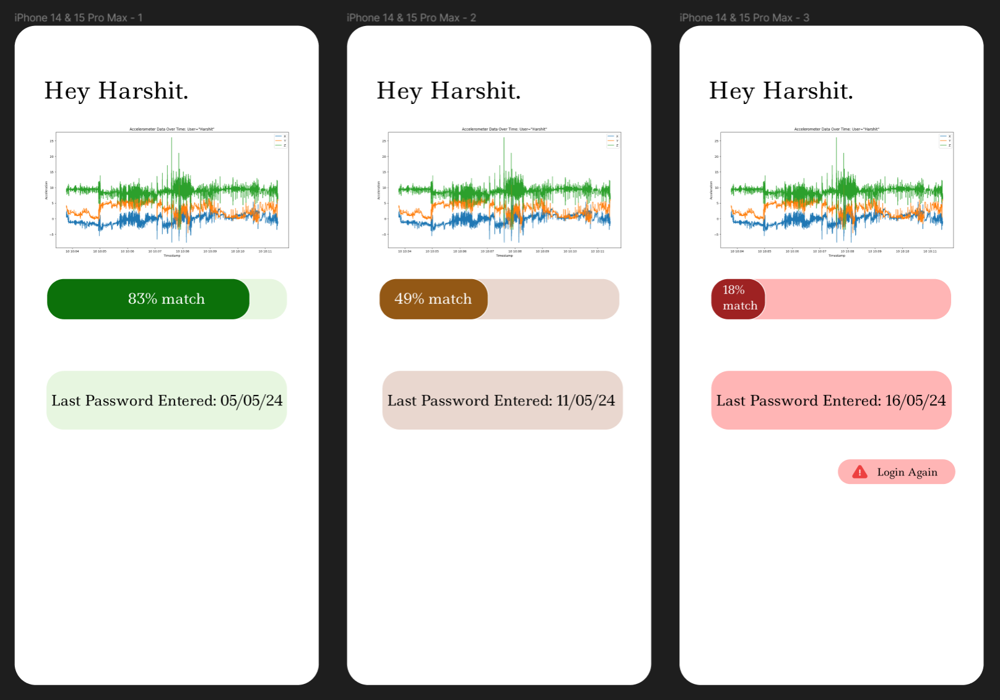 iPhone 14 & 15 Pro Max - 1
Hey Harshit.
Accelerometer Data Over Time: User="Harshit"
X
Y
Z
25
20
15
10
5
0
−5
Acceleration
10 10:04 10 10:05 10 10:06 10 10:07 10 10:08 10 10:09 10 10:10 10 10:11
Timestamp
83% match
Last Password Entered: 05/05/24
iPhone 14 & 15 Pro Max - 2
Hey Harshit.
Accelerometer Data Over Time: User="Harshit"
X
Y
Z
25
20
15
10
5
0
−5
Acceleration
10 10:04 10 10:05 10 10:06 10 10:07 10 10:08 10 10:09 10 10:10 10 10:11
Timestamp
49% match
Last Password Entered: 11/05/24
iPhone 14 & 15 Pro Max - 3
Hey Harshit.
Accelerometer Data Over Time: User="Harshit"
X
Y
Z
25
20
15
10
5
0
−5
Acceleration
10 10:04 10 10:05 10 10:06 10 10:07 10 10:08 10 10:09 10 10:10 10 10:11
Timestamp
18%
match
Last Password Entered: 16/05/24
Login Again